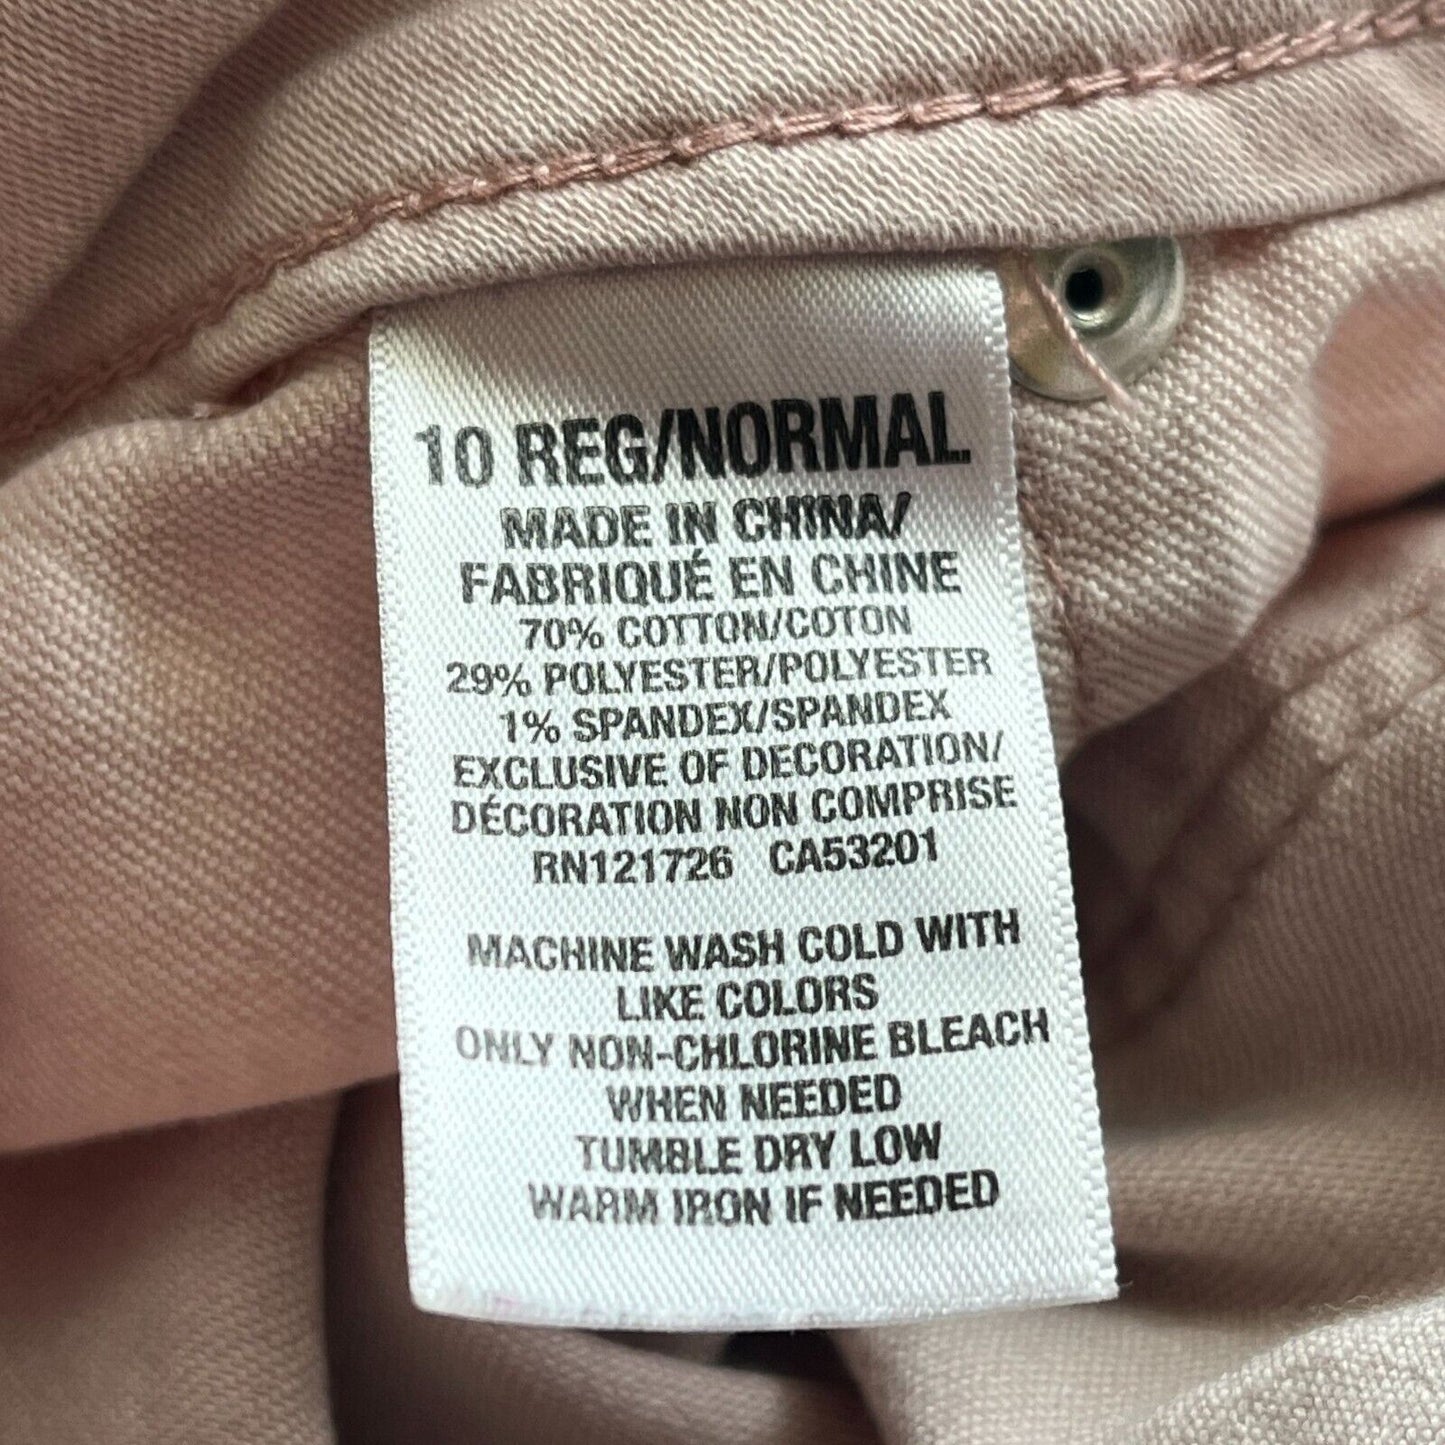 10 REG/NORMAL
MADE IN CHINA/
FABRIQUÉ EN CHINE
70% COTTON/COTON
29% POLYESTER/POLYESTER
1% SPANDEX/SPANDEX
EXCLUSIVE OF DECORATION/
DÉCORATION NON COMPRISE
RN121726 CA53201
MACHINE WASH COLD WITH
LIKE COLORS
ONLY NON-CHLORINE BLEACH
WHEN NEEDED
TUMBLE DRY LOW
WARM IRON IF NEEDED